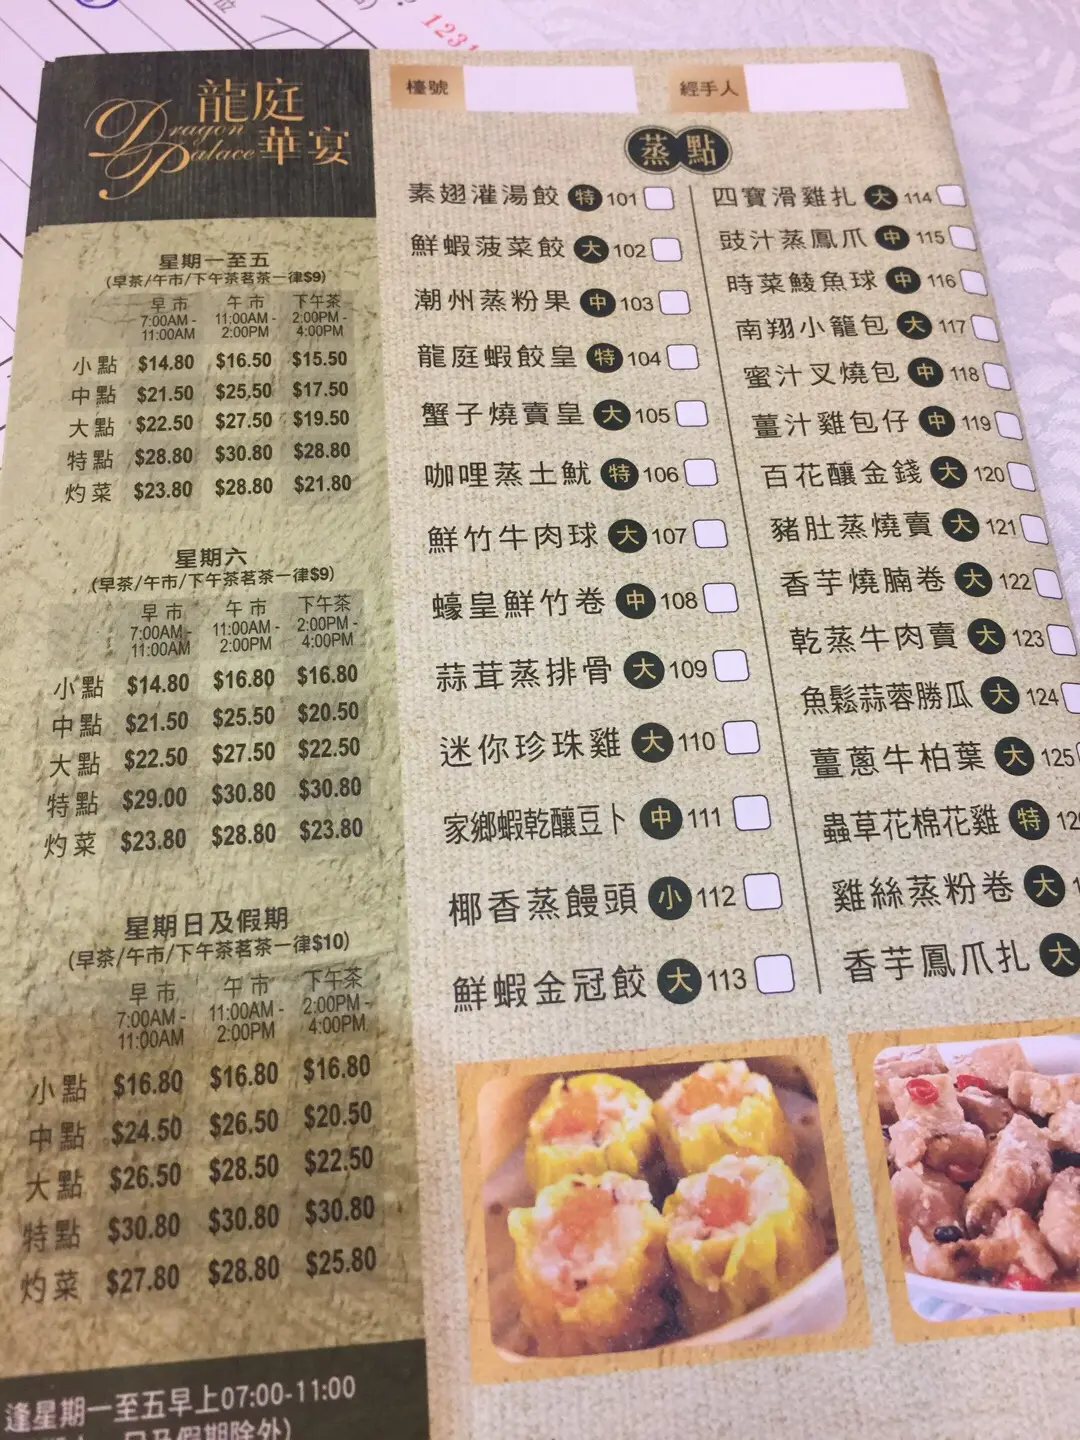 位
1231
龍庭
Dragon
Palace 華宴
星期一至五
(早茶/午市/下午茶茗茶一律$9)
早市 午市 下午茶
7:00AM - 11:00AM - 2:00PM -
11:00AM 2:00PM 4:00PM
小點 $14.80 $16.50 $15.50
中點 $21.50 $25.50 $17.50
大點 $22.50 $27.50 $19.50
特點 $28.80 $30.80 $28.80
灼菜 $23.80 $28.80 $21.80
星期六
(早茶/午市/下午茶茗茶一律$9)
早市 午市 下午茶
7:00AM - 11:00AM - 2:00PM -
11:00AM 2:00PM 4:00PM
小點 $14.80 $16.80 $16.80
中點 $21.50 $25.50 $20.50
大點 $22.50 $27.50 $22.50
特點 $29.00 $30.80 $30.80
灼菜 $23.80 $28.80 $23.80
星期日及假期
(早茶/午市/下午茶茗茶一律$10)
早市 午市 下午茶
7:00AM - 11:00AM - 2:00PM -
11:00AM 2:00PM 4:00PM
小點 $16.80 $16.80 $16.80
中點 $24.50 $26.50 $20.50
大點 $26.50 $28.50 $22.50
特點 $30.80 $30.80 $30.80
灼菜 $27.80 $28.80 $25.80
逢星期一至五早上07:00-11:00
日及假期除外)
檯號 經手人
蒸點
素翅灌湯餃 特 101
鮮蝦菠菜餃 大 102
潮州蒸粉果 中 103
龍庭蝦餃皇 特 104
蟹子燒賣皇 大 105
咖哩蒸土魷 特 106
鮮竹牛肉球 大 107
蠔皇鮮竹卷 中 108
蒜茸蒸排骨 大 109
迷你珍珠雞 大 110
家鄉蝦乾釀豆卜 中 111
椰香蒸饅頭 小 112
鮮蝦金冠餃 大 113
四寶滑雞扎 大 114
豉汁蒸鳳爪 中 115
時菜鯪魚球 中 116
南翔小籠包 大 117
蜜汁叉燒包 中 118
薑汁雞包仔 中 119
百花釀金錢 大 120
豬肚蒸燒賣 大 121
香芋燒腩卷 大 122
乾蒸牛肉賣 大 123
魚鬆蒜蓉勝瓜 大 124
薑蔥牛柏葉 大 125
蟲草花棉花雞 特 12
雞絲蒸粉卷 大 1
香芋鳳爪扎 大